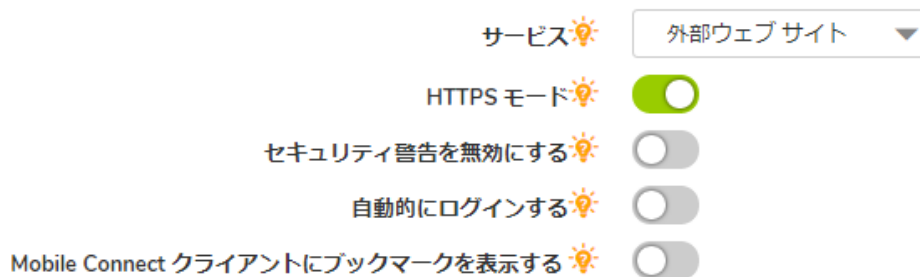 サービス 外部ウェブ サイト
HTTPS モード
セキュリティ警告を無効にする
自動的にログインする
Mobile Connect クライアントにブックマークを表示する